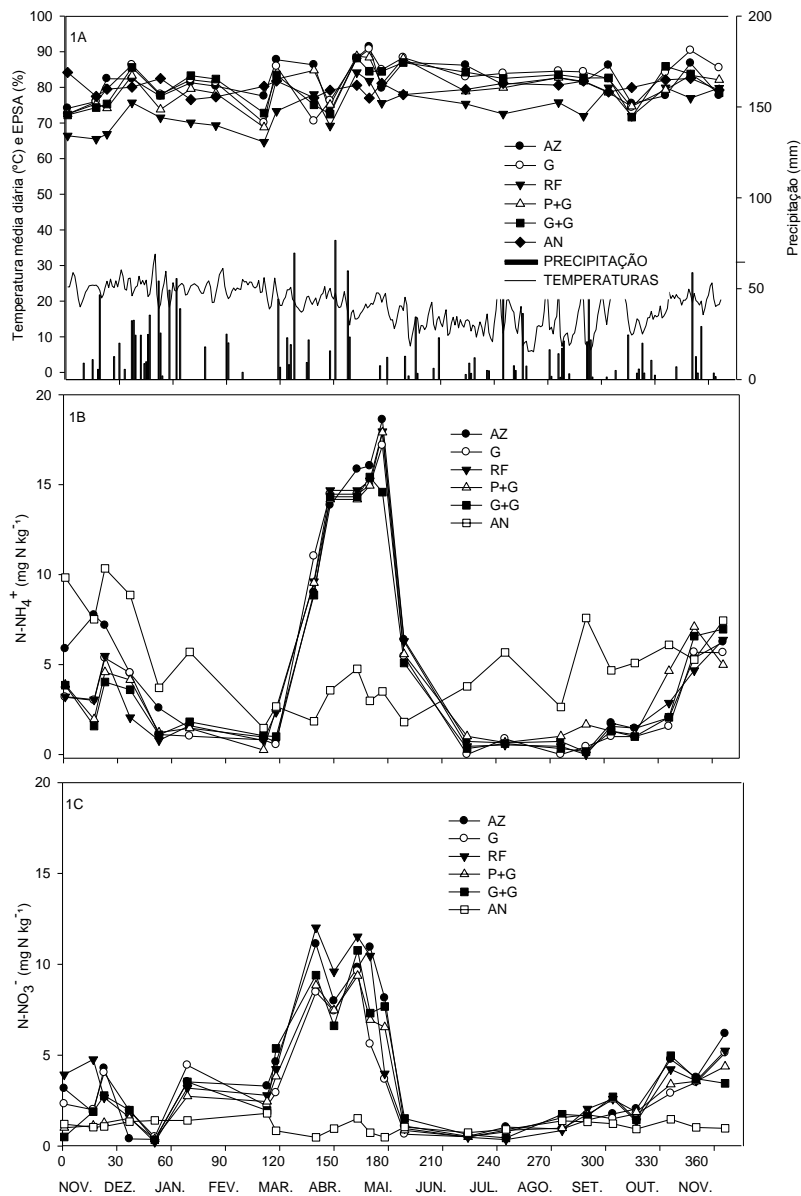 1A
Temperatura média diária (ºC) e EPSA (%)
100
90
80
70
60
50
40
30
20
10
0
200
150
100
50
0
Precipitação (mm)
AZ
G
RF
P+G
G+G
AN
PRECIPITAÇÃO
TEMPERATURAS
1B
N-NH4+ (mg N kg-1)
20
15
10
5
0
AZ
G
RF
P+G
G+G
AN
1C
N-NO3- (mg N kg-1)
20
15
10
5
0
AZ
G
RF
P+G
G+G
AN
0 30 60 90 120 150 180 210 240 270 300 330 360
NOV. DEZ. JAN. FEV. MAR. ABR. MAI. JUN. JUL. AGO. SET. OUT. NOV.